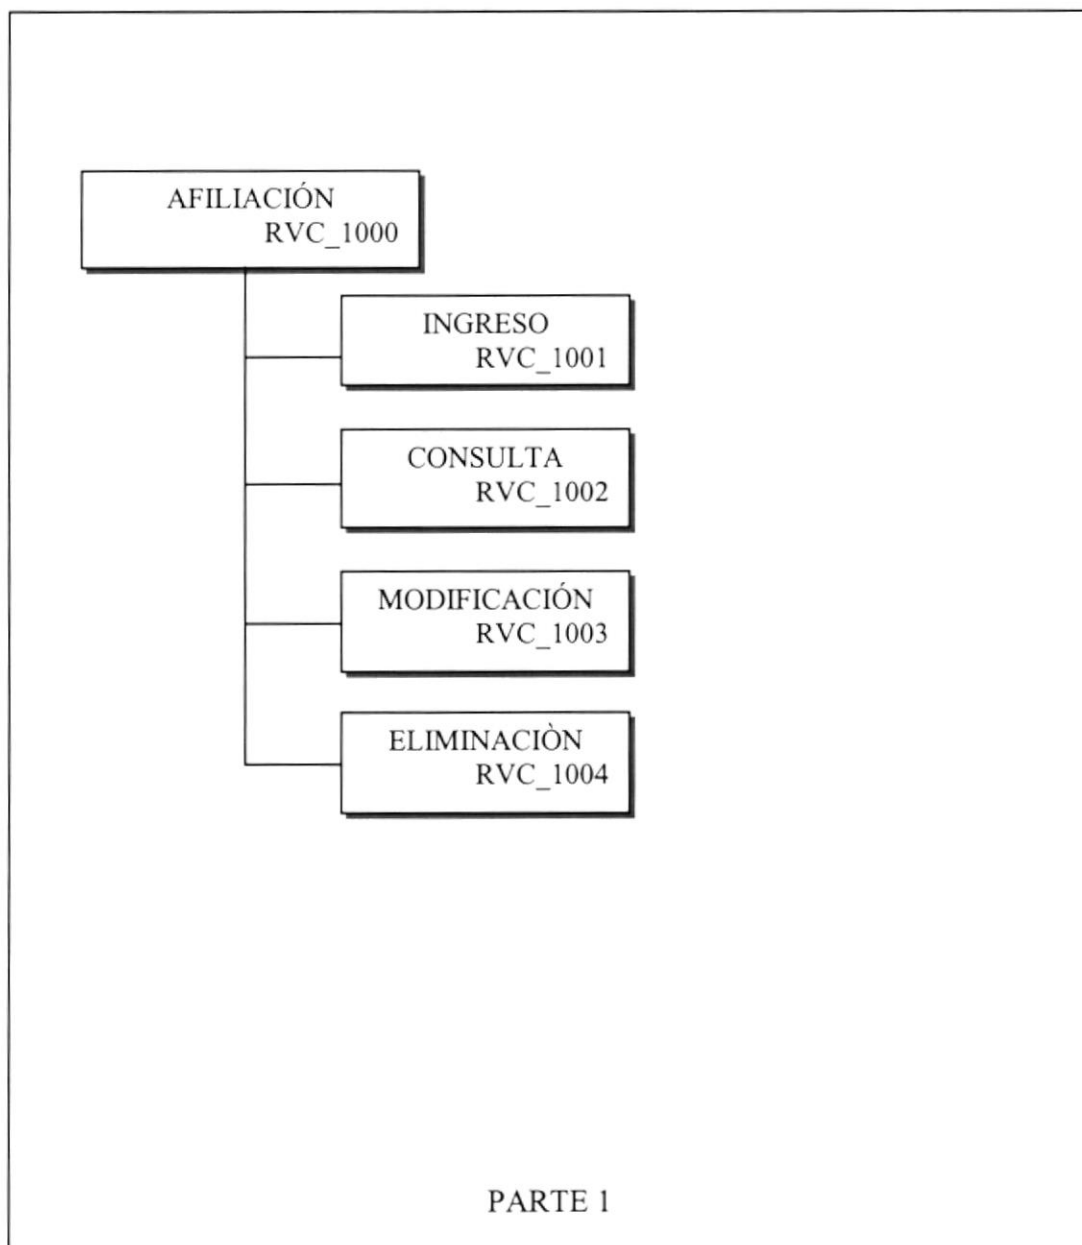 AFILIACIÓN
RVC_1000
INGRESO
RVC_1001
CONSULTA
RVC_1002
MODIFICACIÓN
RVC_1003
ELIMINACIÒN
RVC_1004
PARTE 1